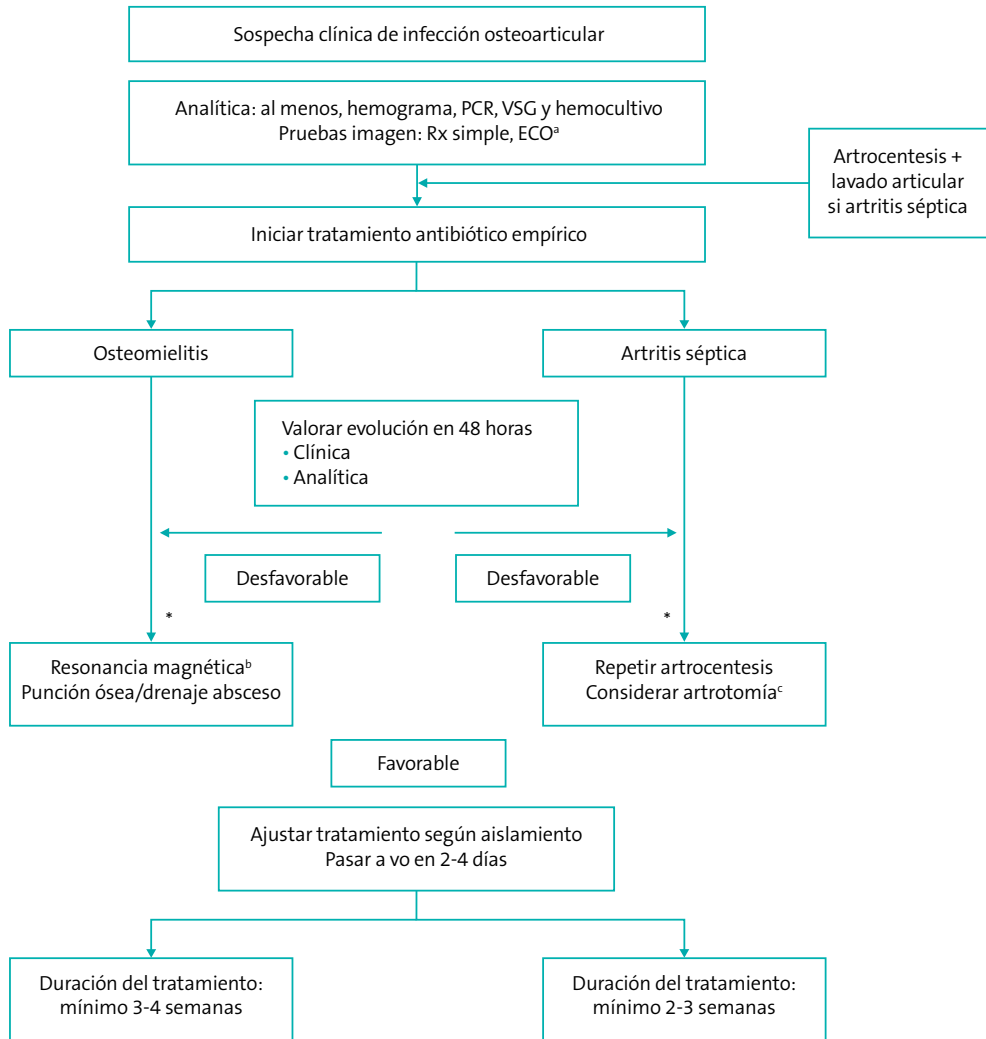 Sospecha clínica de infección osteoarticular
Analítica: al menos, hemograma, PCR, VSG y hemocultivo
Pruebas imagen: Rx simple, ECOᵃ
Artrocentesis +
lavado articular
si artritis séptica
Iniciar tratamiento antibiótico empírico
Osteomielitis
Artritis séptica
Valorar evolución en 48 horas
• Clínica
• Analítica
Desfavorable
Desfavorable
*
*
Resonancia magnéticaᵇ
Punción ósea/drenaje absceso
Repetir artrocentesis
Considerar artrotomíaᶜ
Favorable
Ajustar tratamiento según aislamiento
Pasar a vo en 2-4 días
Duración del tratamiento:
mínimo 3-4 semanas
Duración del tratamiento:
mínimo 2-3 semanas